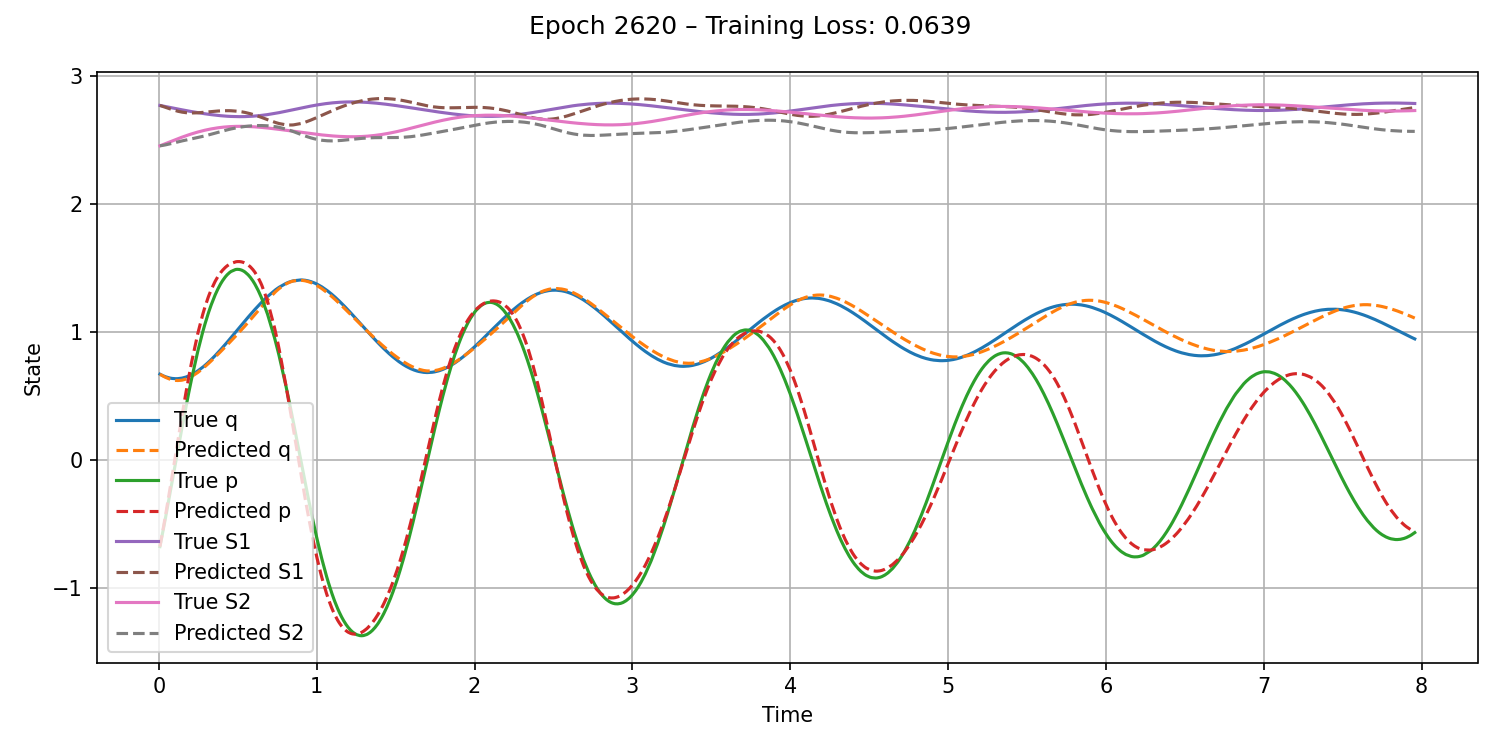 Epoch 2620 – Training Loss: 0.0639
3
2
1
0
−1
State
True q
Predicted q
True p
Predicted p
True S1
Predicted S1
True S2
Predicted S2
0 1 2 3 4 5 6 7 8
Time